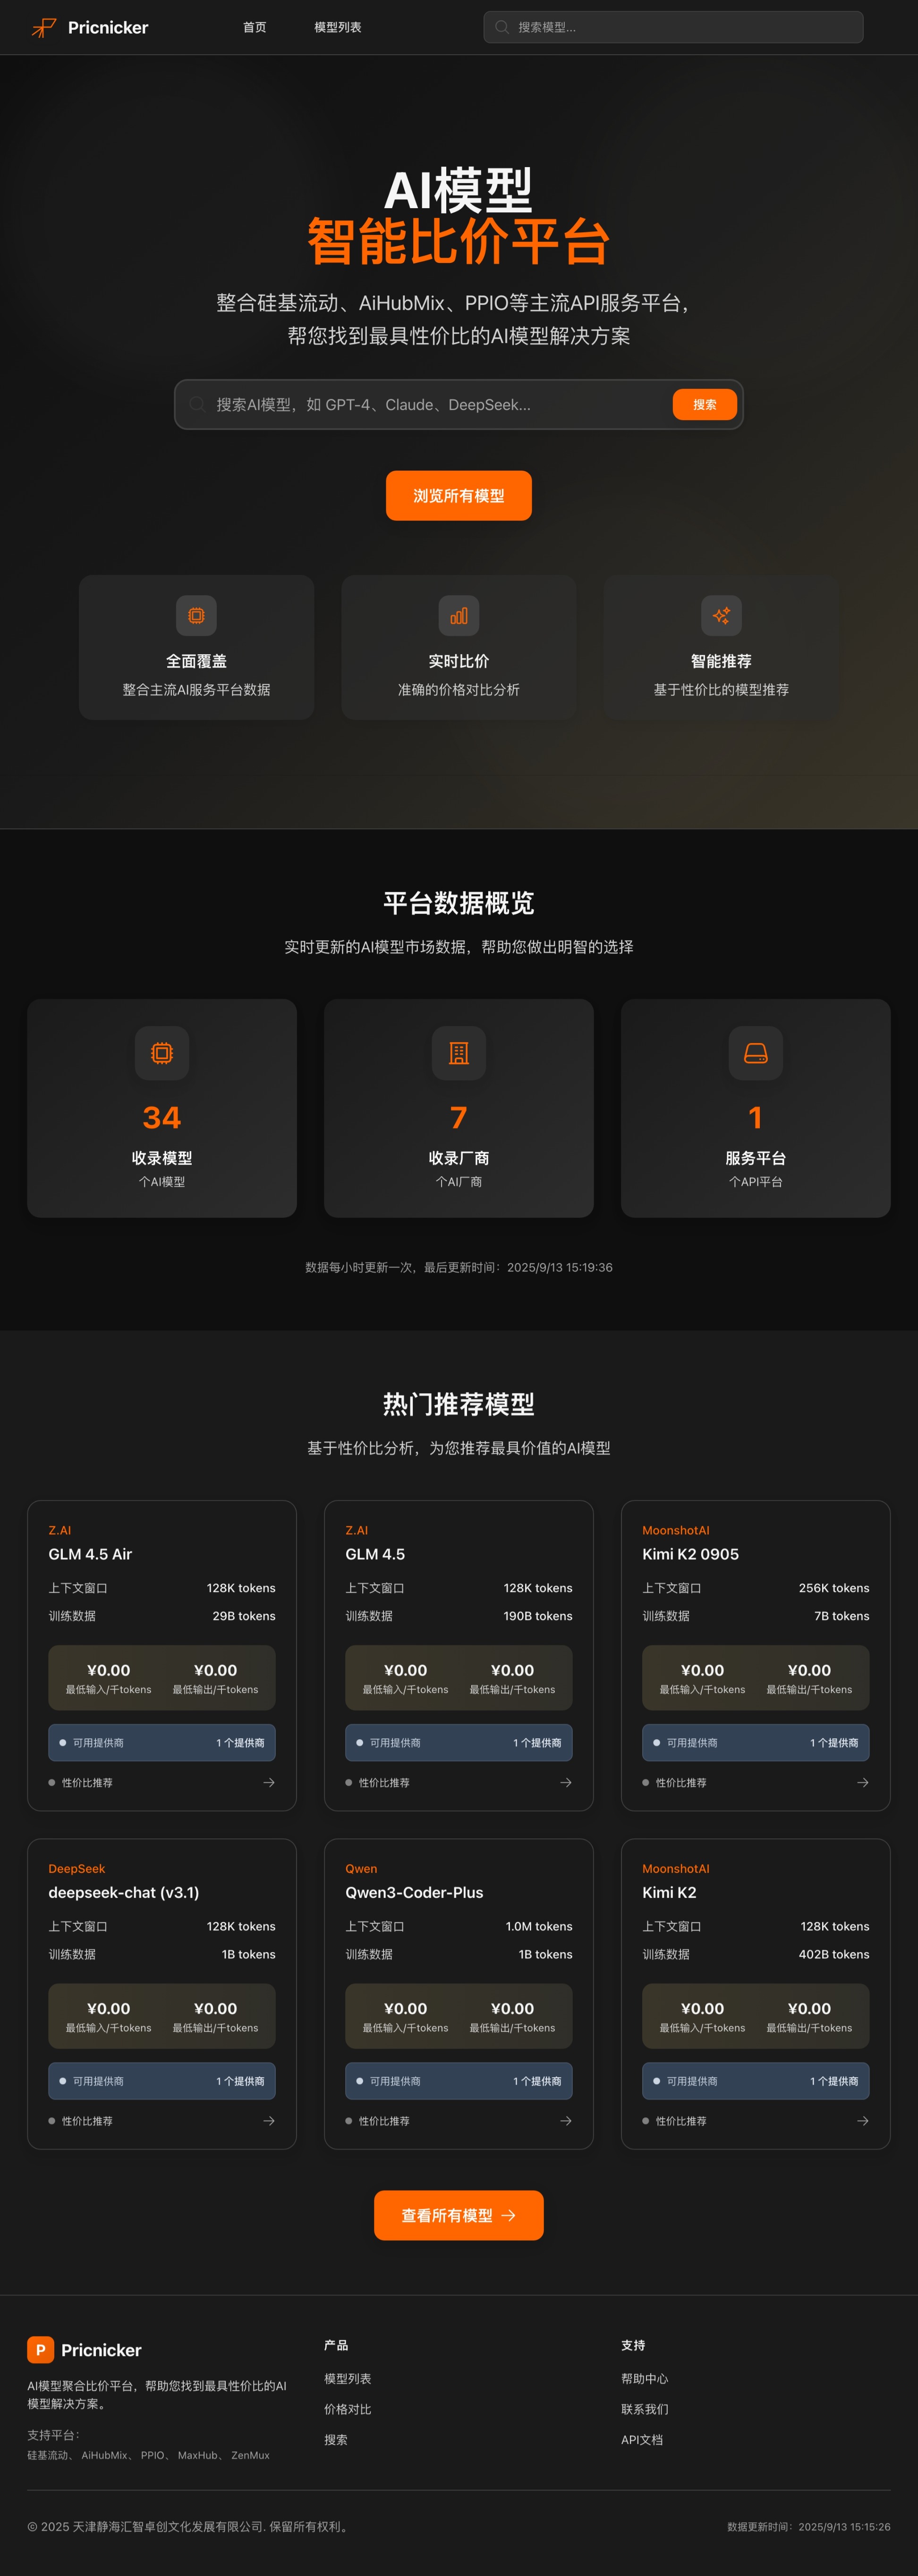 Pricnicker
首页
模型列表
搜索模型...
AI模型
智能比价平台
整合硅基流动、AiHubMix、PPIO等主流API服务平台，
帮您找到最具性价比的AI模型解决方案
搜索AI模型，如 GPT-4、Claude、DeepSeek...
搜索
浏览所有模型
全面覆盖
整合主流AI服务平台数据
实时比价
准确的价格对比分析
智能推荐
基于性价比的模型推荐
平台数据概览
实时更新的AI模型市场数据，帮助您做出明智的选择
34
收录模型
个AI模型
7
收录厂商
个AI厂商
1
服务平台
个API平台
数据每小时更新一次，最后更新时间：2025/9/13 15:19:36
热门推荐模型
基于性价比分析，为您推荐最具价值的AI模型
Z.AI
GLM 4.5 Air
上下文窗口 128K tokens
训练数据 29B tokens
¥0.00 ¥0.00
最低输入/千tokens 最低输出/千tokens
可用提供商 1 个提供商
性价比推荐
Z.AI
GLM 4.5
上下文窗口 128K tokens
训练数据 190B tokens
¥0.00 ¥0.00
最低输入/千tokens 最低输出/千tokens
可用提供商 1 个提供商
性价比推荐
MoonshotAI
Kimi K2 0905
上下文窗口 256K tokens
训练数据 7B tokens
¥0.00 ¥0.00
最低输入/千tokens 最低输出/千tokens
可用提供商 1 个提供商
性价比推荐
DeepSeek
deepseek-chat (v3.1)
上下文窗口 128K tokens
训练数据 1B tokens
¥0.00 ¥0.00
最低输入/千tokens 最低输出/千tokens
可用提供商 1 个提供商
性价比推荐
Qwen
Qwen3-Coder-Plus
上下文窗口 1.0M tokens
训练数据 1B tokens
¥0.00 ¥0.00
最低输入/千tokens 最低输出/千tokens
可用提供商 1 个提供商
性价比推荐
MoonshotAI
Kimi K2
上下文窗口 128K tokens
训练数据 402B tokens
¥0.00 ¥0.00
最低输入/千tokens 最低输出/千tokens
可用提供商 1 个提供商
性价比推荐
查看所有模型 →
P Pricnicker
AI模型聚合比价平台，帮助您找到最具性价比的AI
模型解决方案。
支持平台：
硅基流动、 AiHubMix、 PPIO、 MaxHub、 ZenMux
产品
模型列表
价格对比
搜索
支持
帮助中心
联系我们
API文档
© 2025 天津静海汇智卓创文化发展有限公司. 保留所有权利。
数据更新时间：2025/9/13 15:15:26